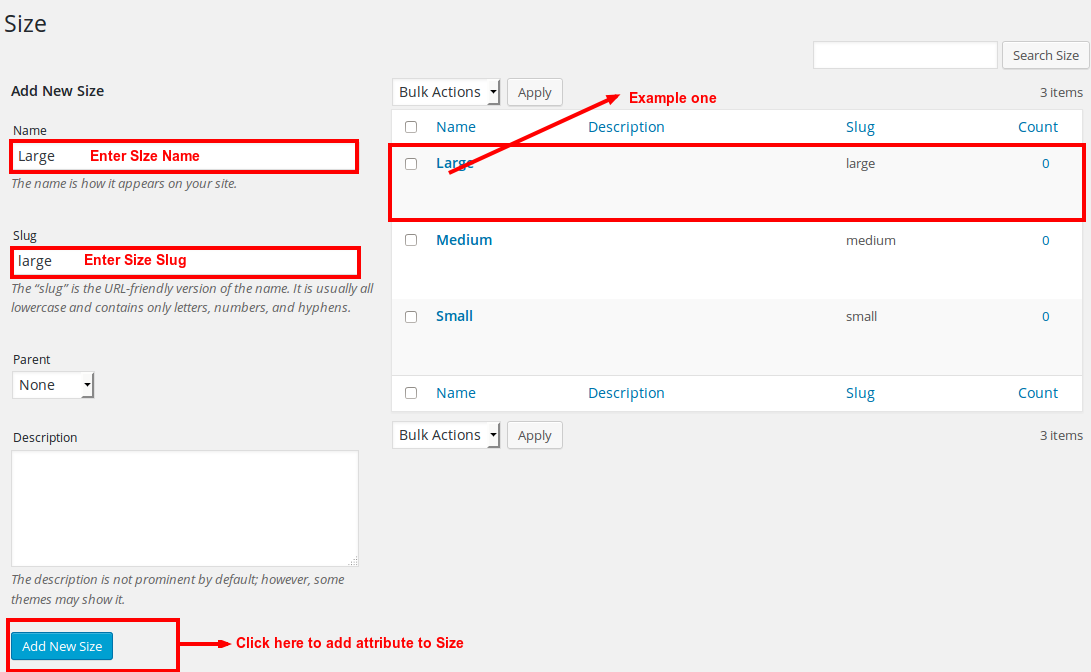 Size
Search Size
Add New Size
Bulk Actions Apply Example one 3 items
Name Description Slug Count
Name
Large Enter SIze Name
The name is how it appears on your site.
Large large 0
Slug
large Enter Size Slug
The “slug” is the URL-friendly version of the name. It is usually all
lowercase and contains only letters, numbers, and hyphens.
Medium medium 0
Small small 0
Parent
None
Name Description Slug Count
Bulk Actions Apply 3 items
Description
The description is not prominent by default; however, some
themes may show it.
Add New Size Click here to add attribute to Size